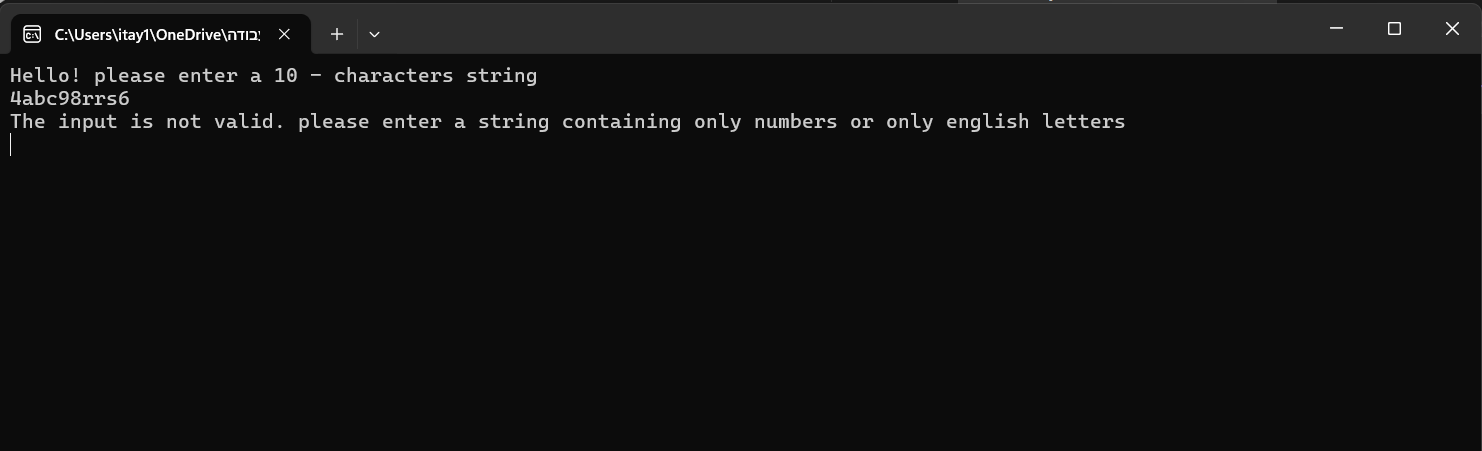 C:\Users\itay1\OneDrive\עבודה
Hello! please enter a 10 - characters string
4abc98rrs6
The input is not valid. please enter a string containing only numbers or only english letters